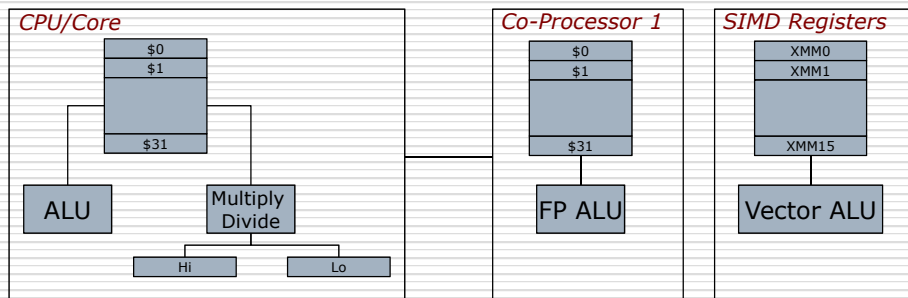 CPU/Core
$0
$1
$31
ALU
Multiply
Divide
Hi
Lo
Co-Processor 1
$0
$1
$31
FP ALU
SIMD Registers
XMM0
XMM1
XMM15
Vector ALU